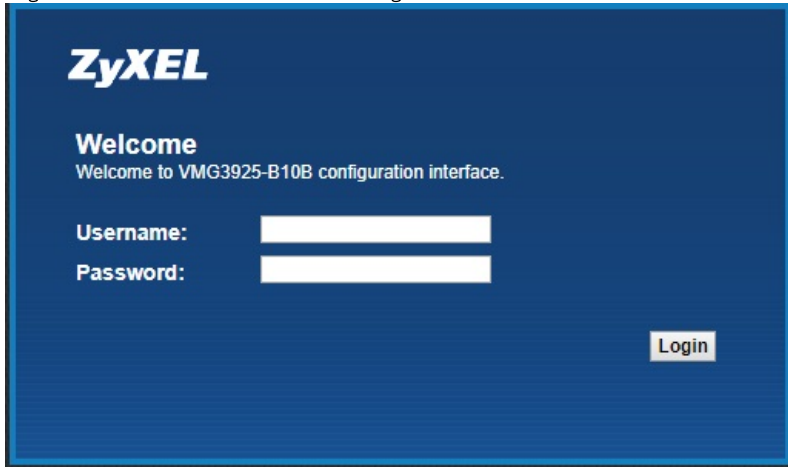 ZyXEL
Welcome
Welcome to VMG3925-B10B configuration interface.
Username:
Password:
Login